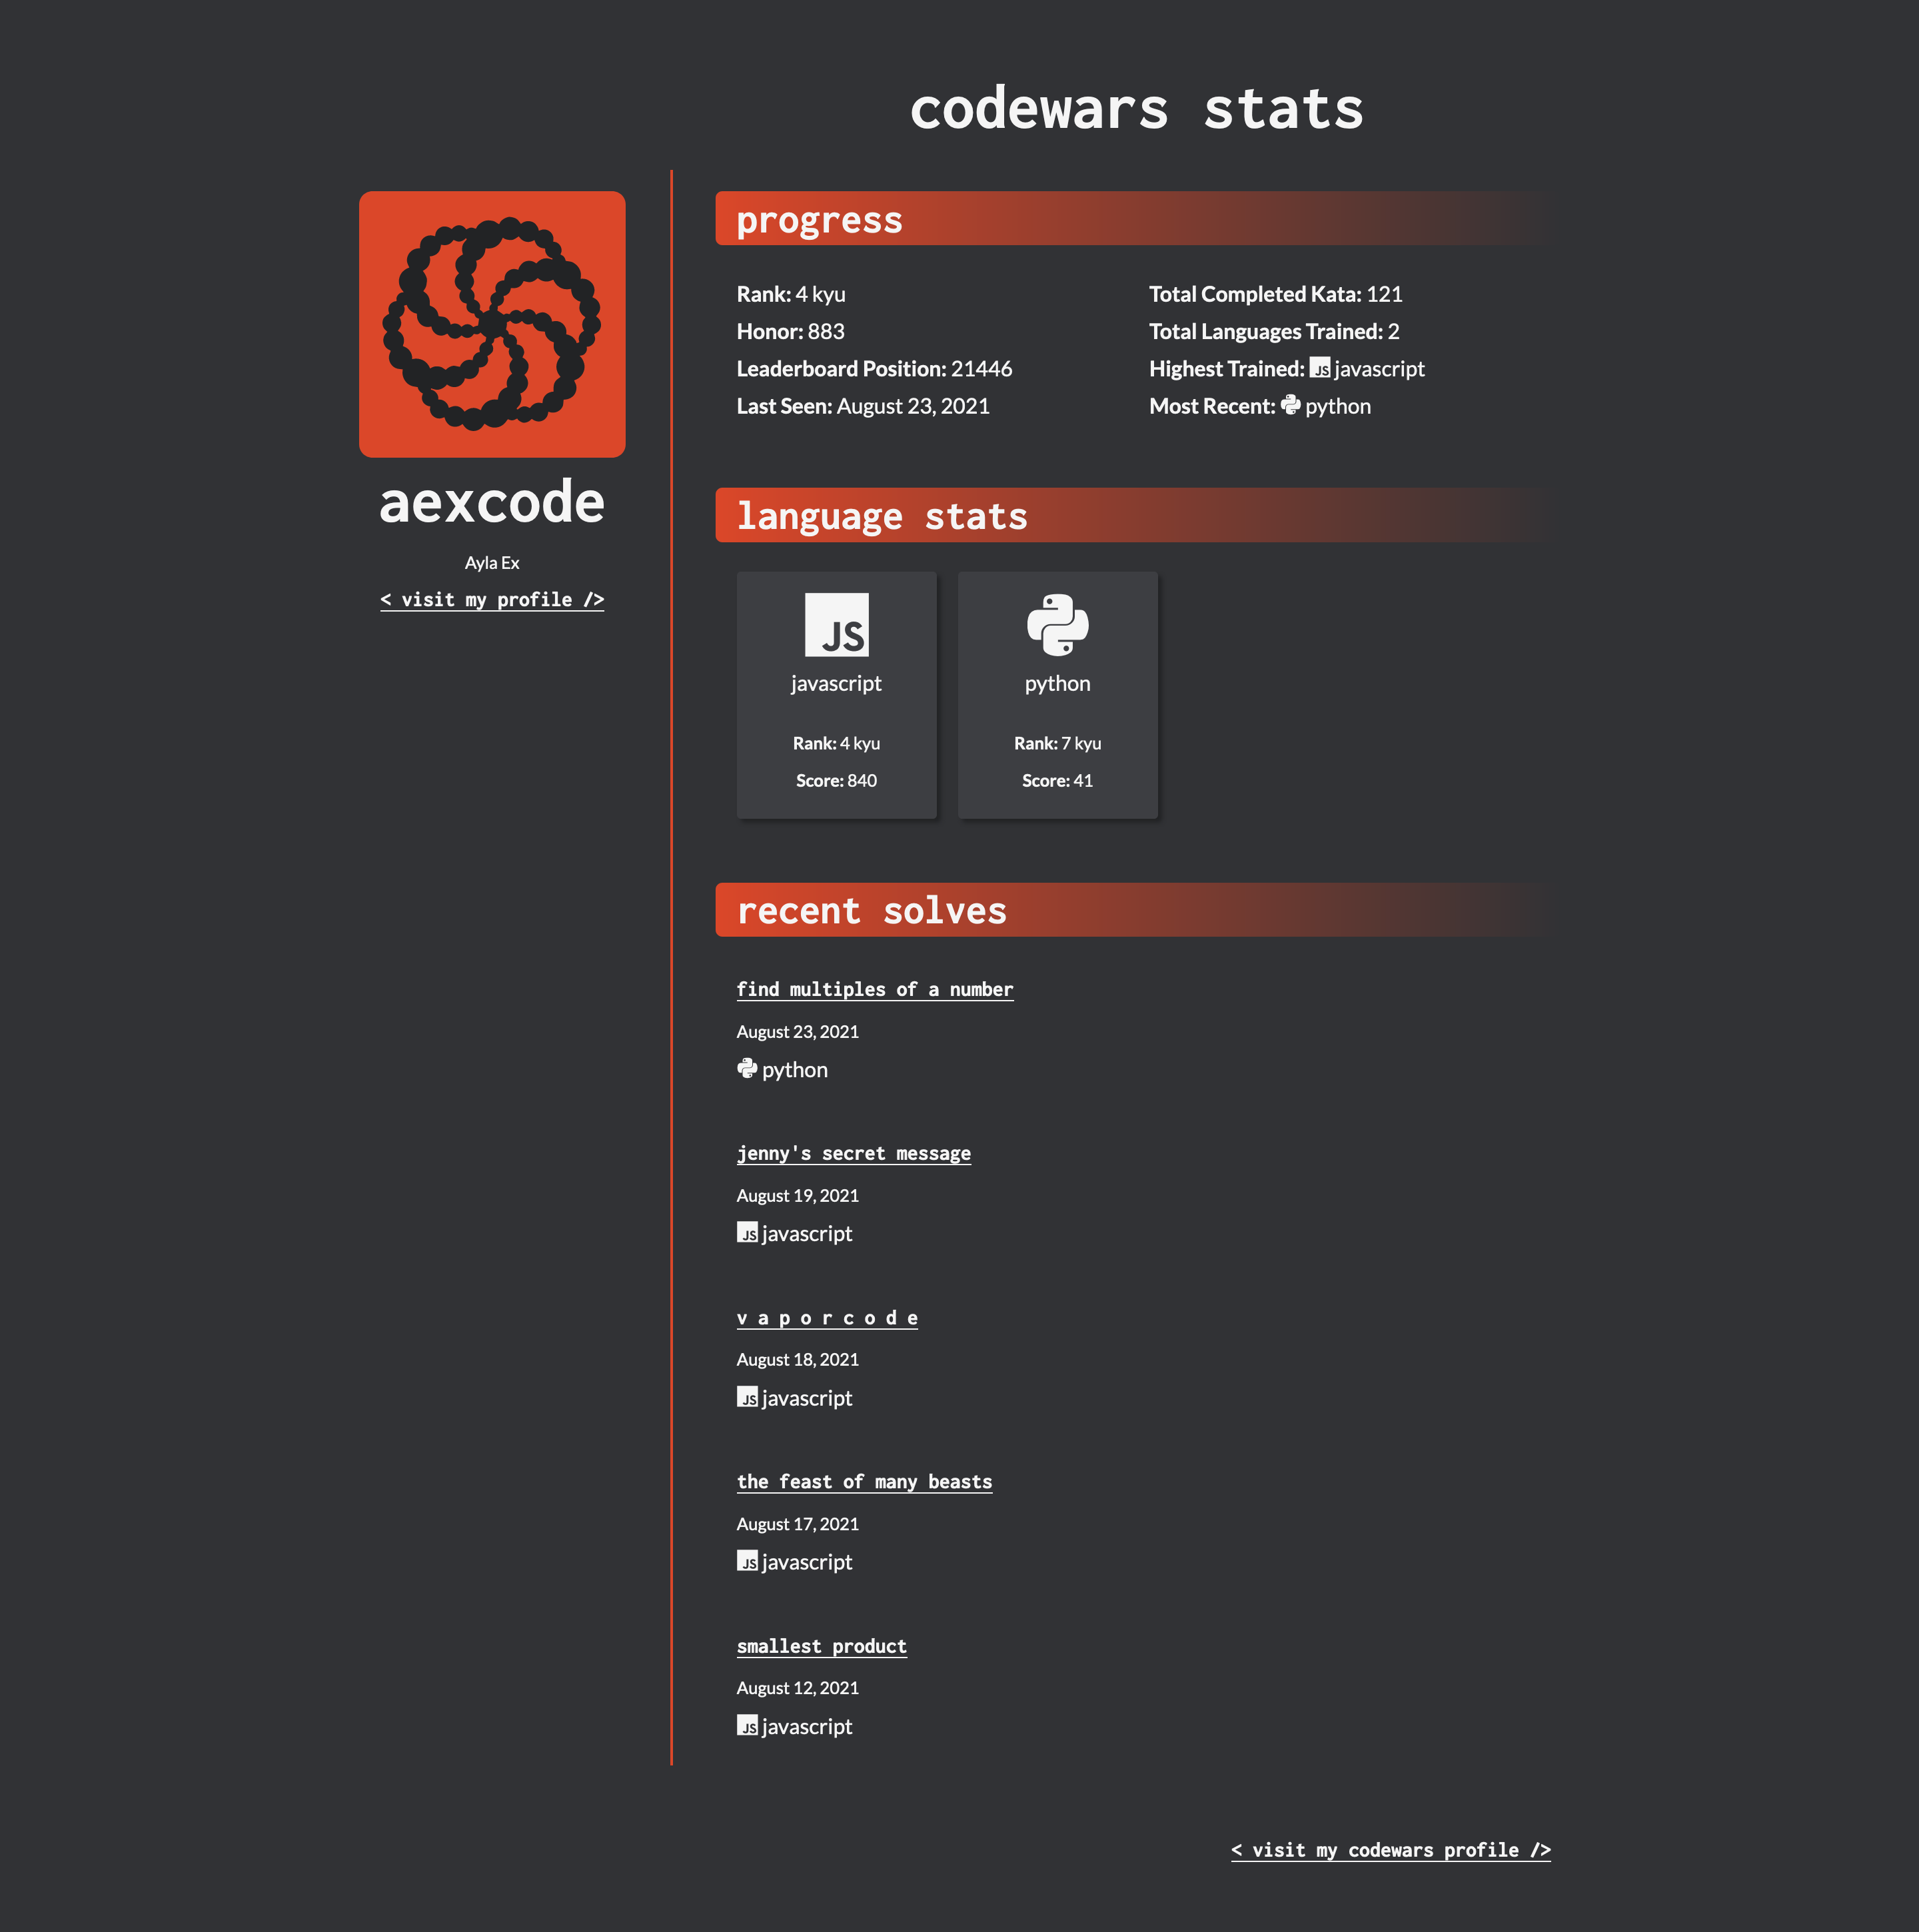 codewars stats
aexcode
Ayla Ex
< visit my profile />
progress
Rank: 4 kyu
Honor: 883
Leaderboard Position: 21446
Last Seen: August 23, 2021
Total Completed Kata: 121
Total Languages Trained: 2
Highest Trained: JS javascript
Most Recent: python
language stats
JS
javascript
Rank: 4 kyu
Score: 840
python
Rank: 7 kyu
Score: 41
recent solves
find multiples of a number
August 23, 2021
python
jenny's secret message
August 19, 2021
JS javascript
v a p o r c o d e
August 18, 2021
JS javascript
the feast of many beasts
August 17, 2021
JS javascript
smallest product
August 12, 2021
JS javascript
< visit my codewars profile />